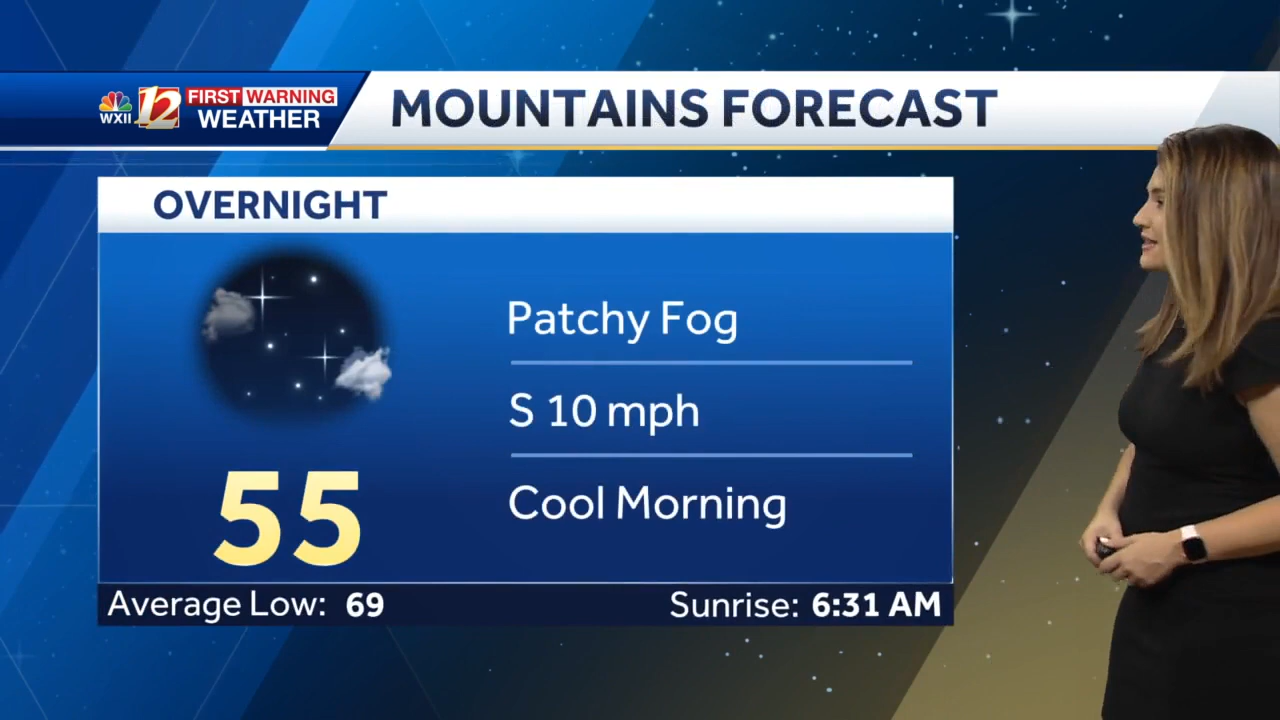 WXII 12 FIRST WARNING
WEATHER
MOUNTAINS FORECAST
OVERNIGHT
Patchy Fog
S 10 mph
Cool Morning
55
Average Low: 69
Sunrise: 6:31 AM